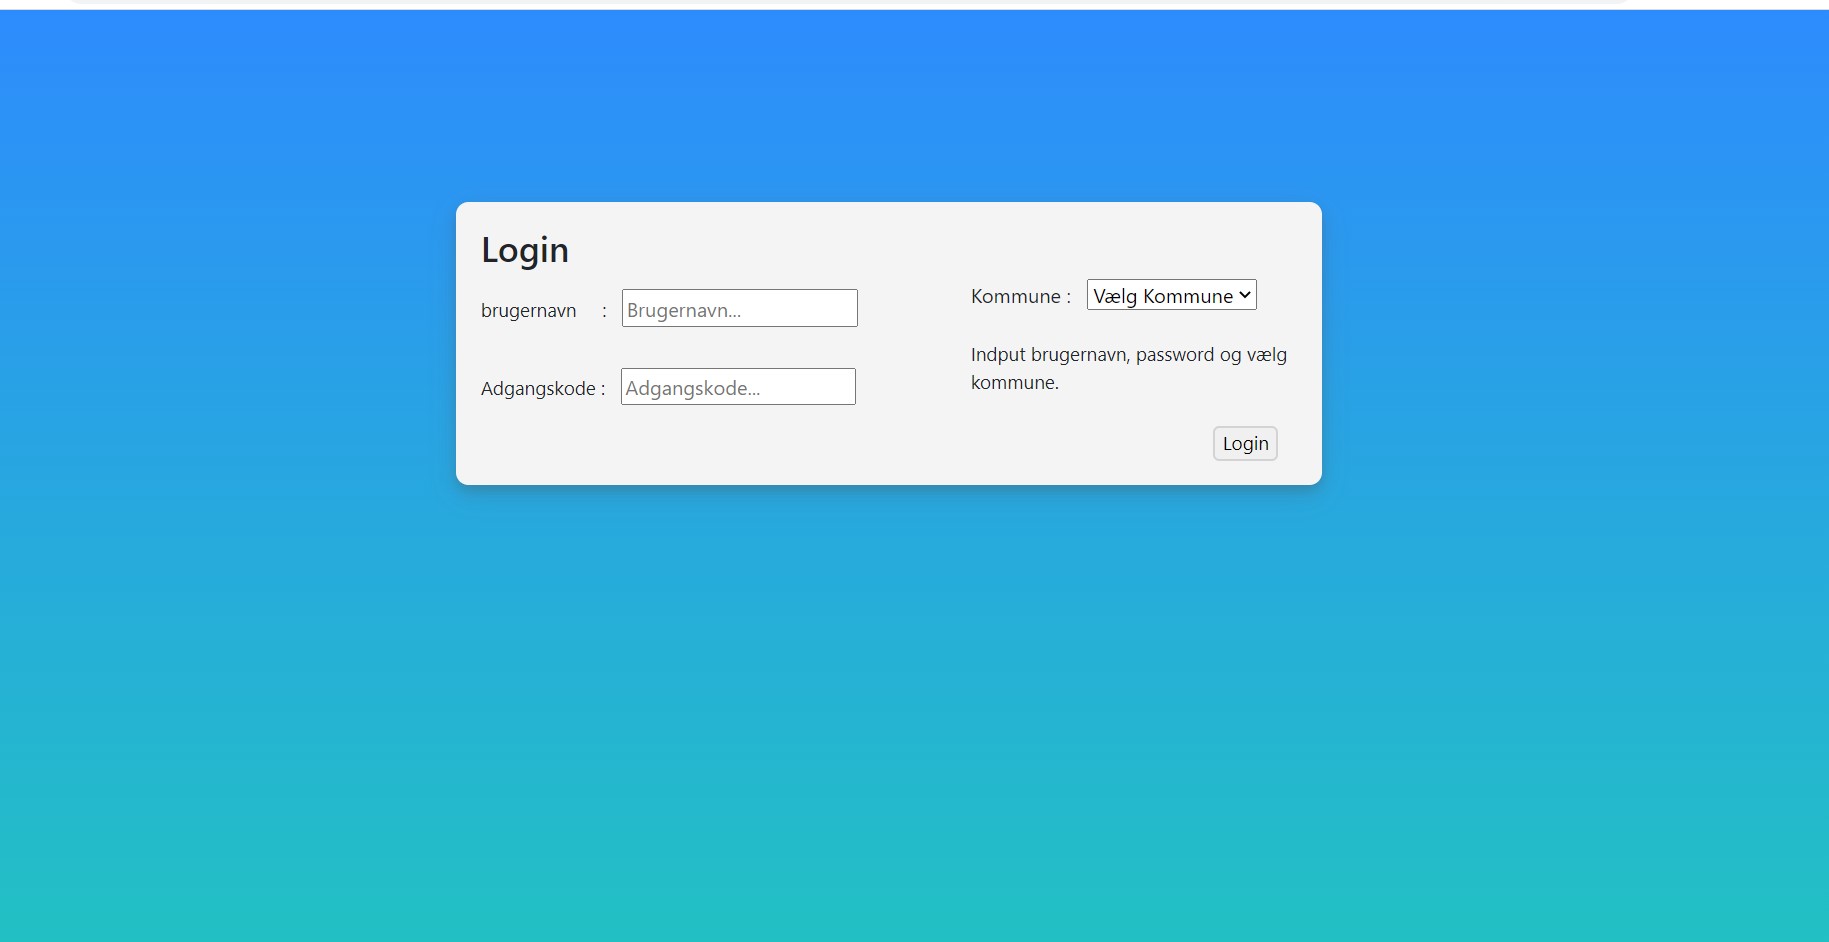 Login
brugernavn : Brugernavn...
Adgangskode : Adgangskode...
Kommune : Vælg Kommune
Indput brugernavn, password og vælg
kommune.
Login